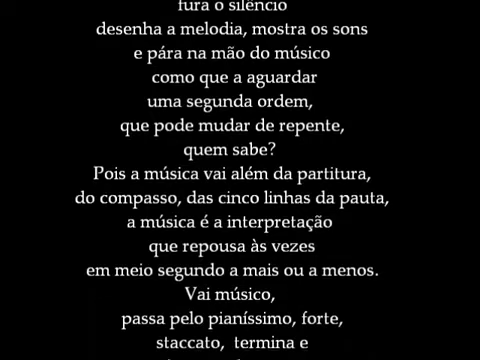 fura o silêncio
desenha a melodia, mostra os sons
e pára na mão do músico
como que a aguardar
uma segunda ordem,
que pode mudar de repente,
quem sabe?
Pois a música vai além da partitura,
do compasso, das cinco linhas da pauta,
a música é a interpretação
que repousa às vezes
em meio segundo a mais ou a menos.
Vai músico,
passa pelo pianíssimo, forte,
staccato, termina e